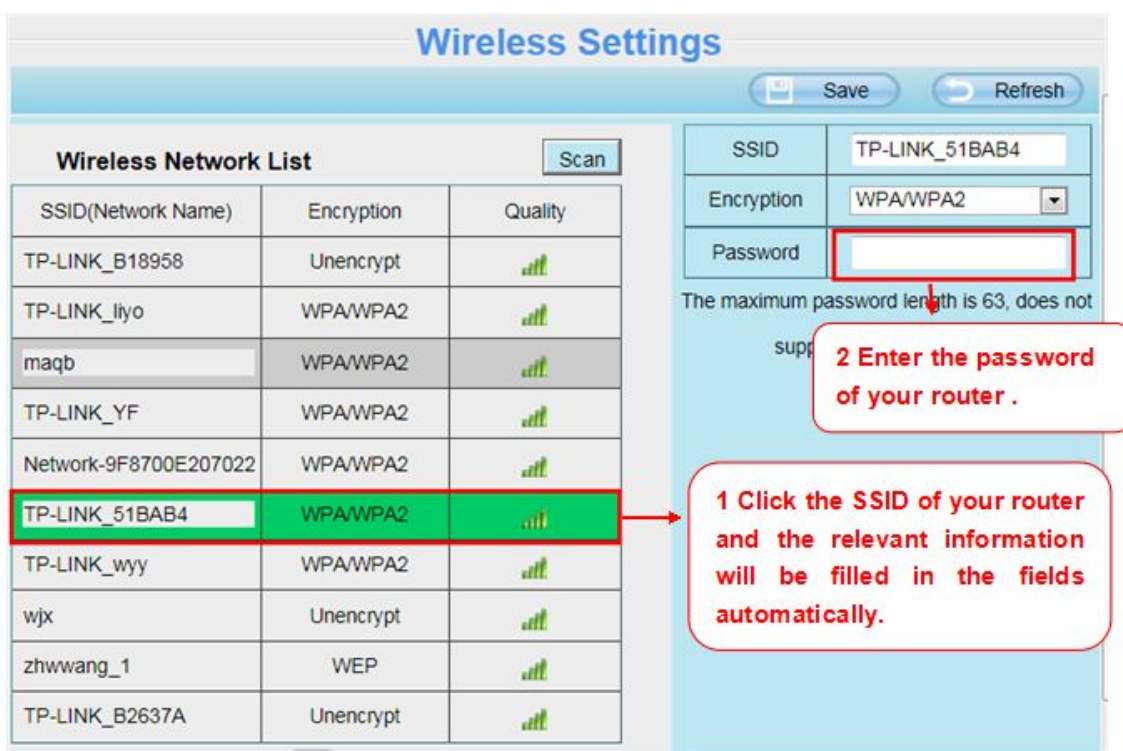 Wireless Settings
Save Refresh
Wireless Network List Scan
SSID(Network Name) Encryption Quality
TP-LINK_B18958 Unencrypt
TP-LINK_liyo WPA/WPA2
maqb WPA/WPA2
TP-LINK_YF WPA/WPA2
Network-9F8700E207022 WPA/WPA2
TP-LINK_51BAB4 WPA/WPA2
TP-LINK_wyy WPA/WPA2
wjx Unencrypt
zhwwang_1 WEP
TP-LINK_B2637A Unencrypt
SSID TP-LINK_51BAB4
Encryption WPA/WPA2
Password
The maximum password length is 63, does not
supp
2 Enter the password
of your router .
1 Click the SSID of your router
and the relevant information
will be filled in the fields
automatically.